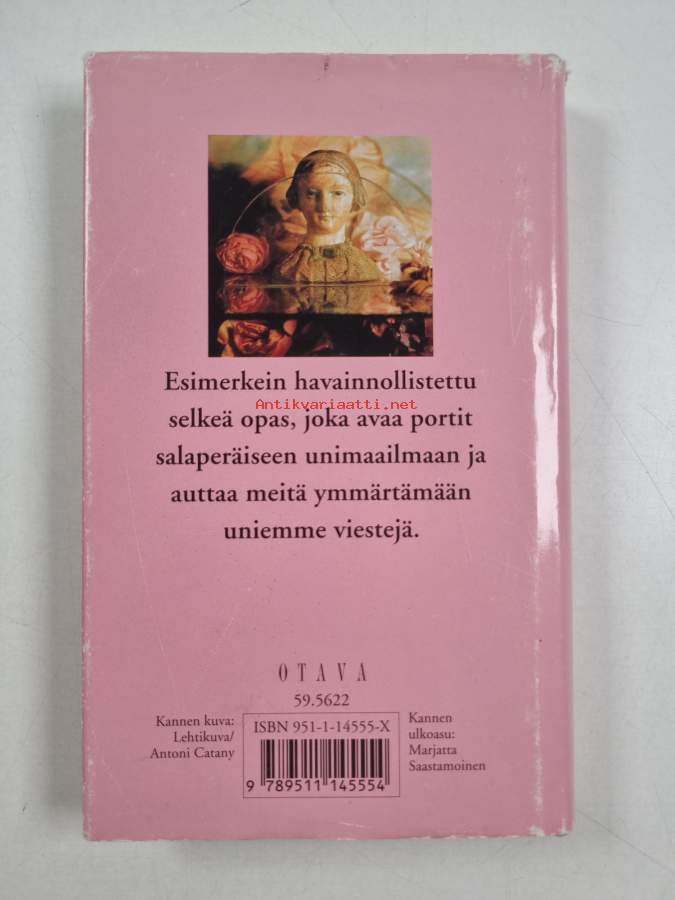 Esimerkein havainnollistettu
Antikvariaatti.net
selkeä opas, joka avaa portit
salaperäiseen unimaailmaan ja
auttaa meitä ymmärtämään
uniemme viestejä.
OTAVA
59.5622
Kannen kuva:
Lehtikuva/
Antoni Catany
ISBN 951-1-14555-X
9 789511 145554
Kannen
ulkoasu:
Marjatta
Saastamoinen